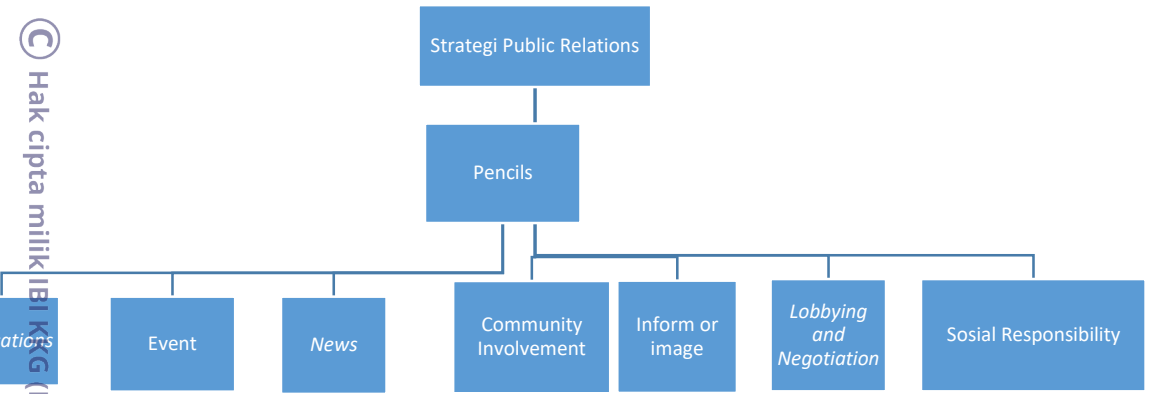 Strategi Public Relations
Pencils
Event
News
Community
Involvement
Inform or
image
Lobbying
and
Negotiation
Sosial Responsibility
© Hak cipta milik IBI KKG